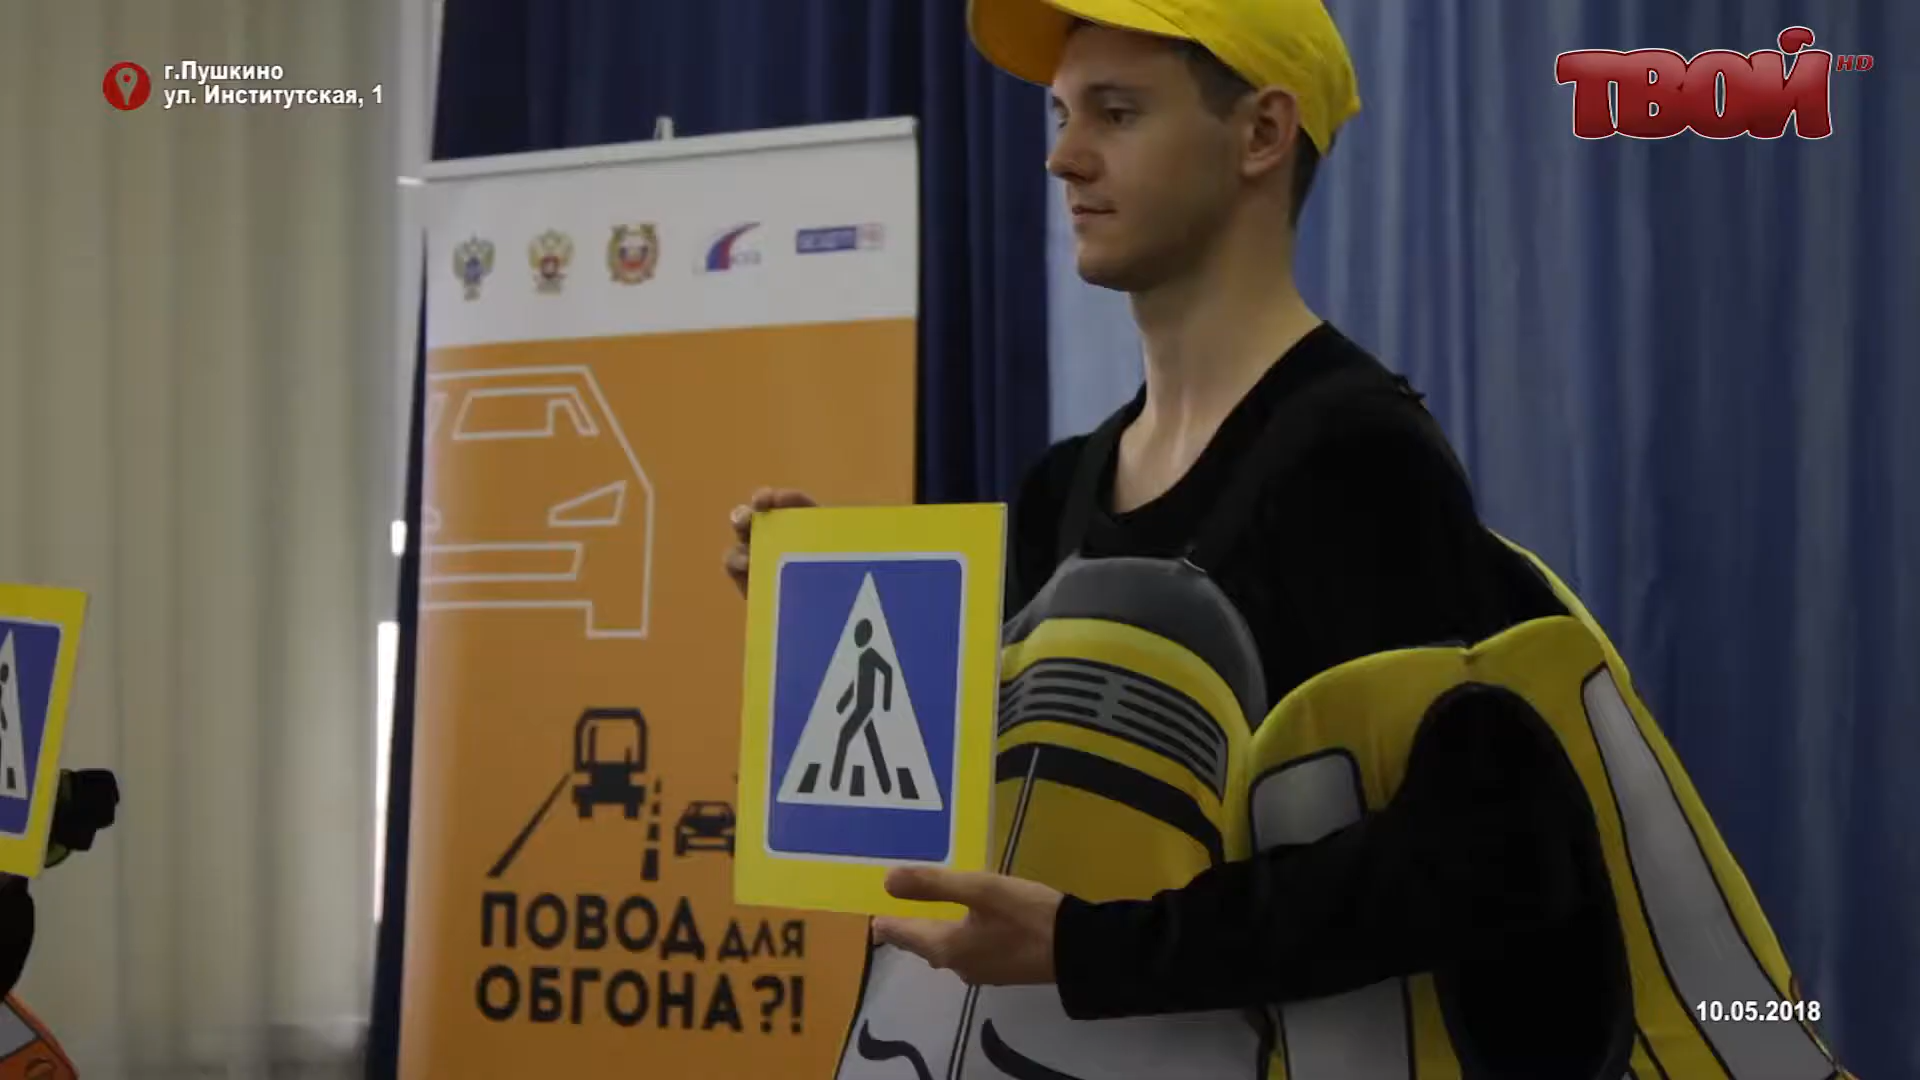 г.Пушкино
ул. Институтская, 1
ТВОЙ HD
ПОВОД ДЛЯ
ОБГОНА?!
10.05.2018